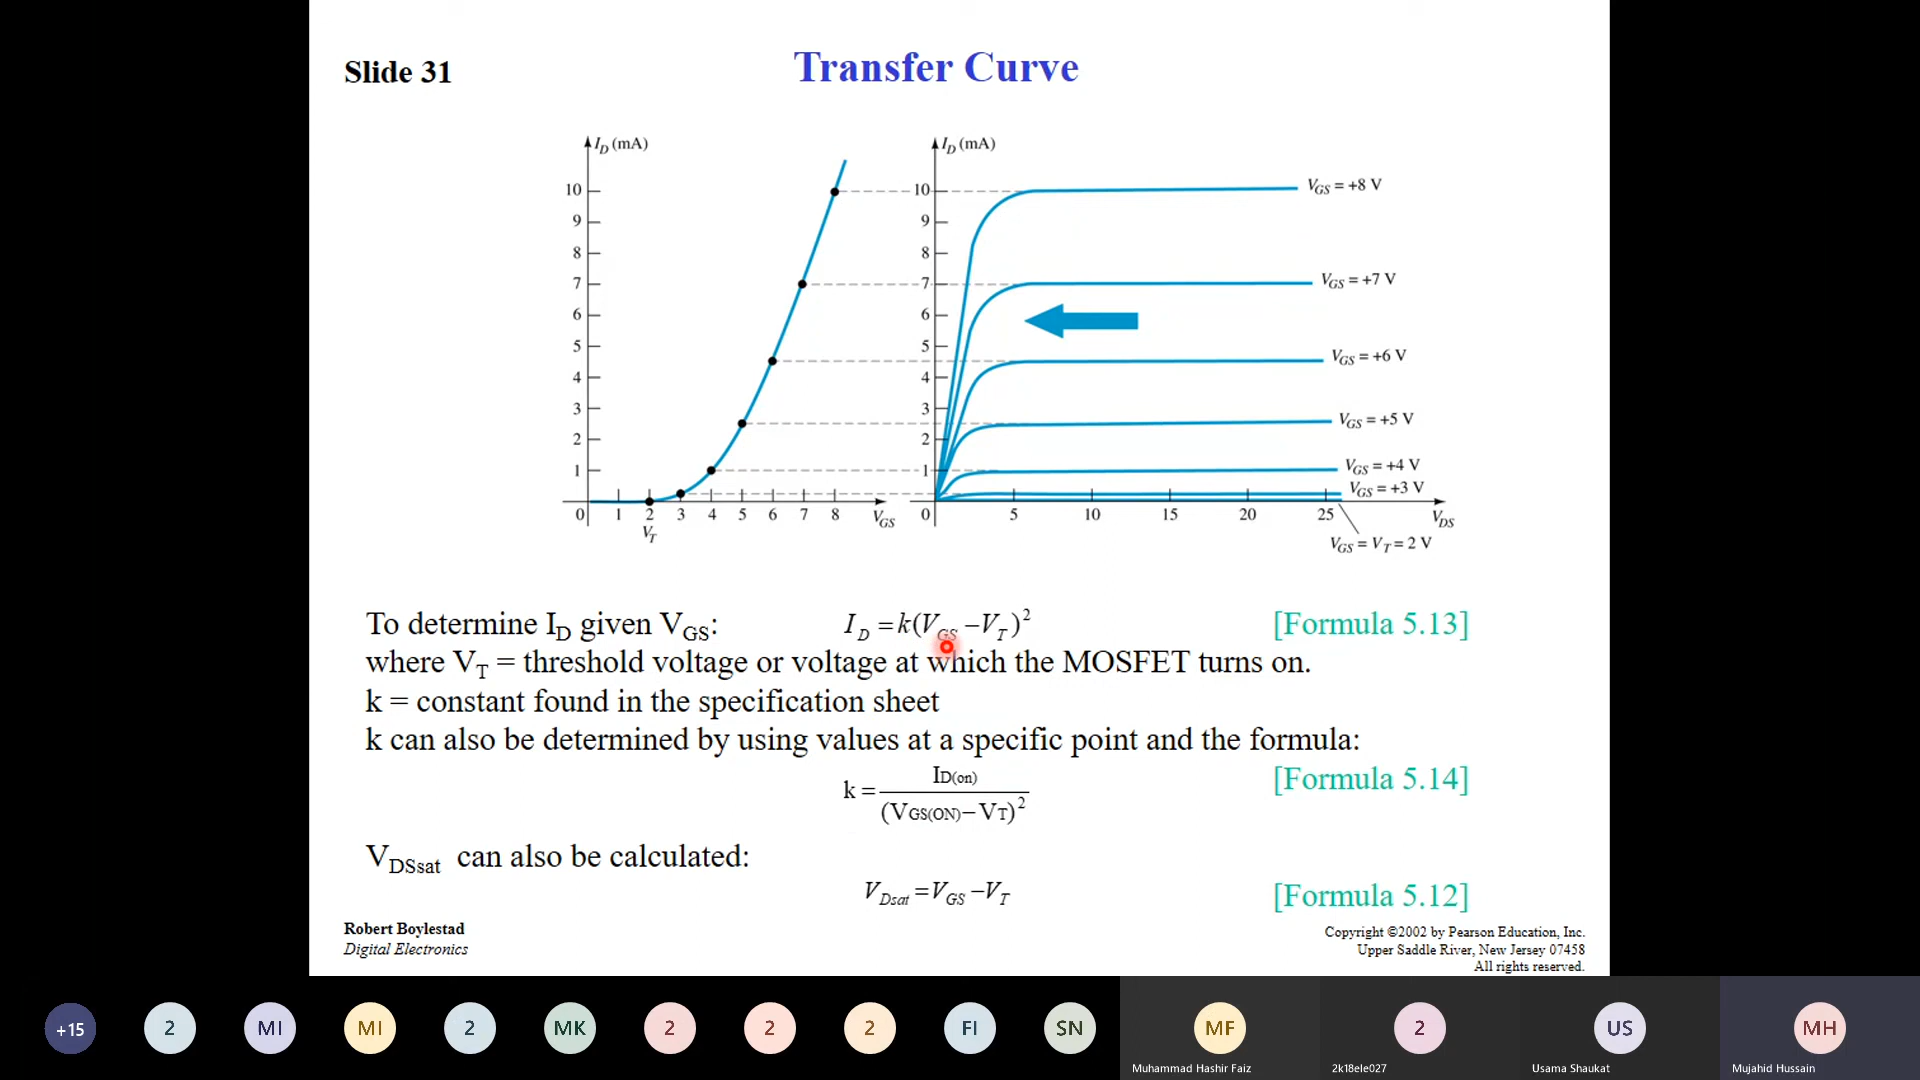 Slide 31
Transfer Curve
I_D (mA)
10
9
8
7
6
5
4
3
2
1
0 1 2 3 4 5 6 7 8 V_GS
V_T
I_D (mA)
10
9
8
7
6
5
4
3
2
1
0 5 10 15 20 25 V_DS
V_GS = +8 V
V_GS = +7 V
V_GS = +6 V
V_GS = +5 V
V_GS = +4 V
V_GS = +3 V
V_GS = V_T = 2 V
To determine I_D given V_GS: I_D = k(V_GS − V_T)² [Formula 5.13]
where V_T = threshold voltage or voltage at which the MOSFET turns on.
k = constant found in the specification sheet
k can also be determined by using values at a specific point and the formula:
k = I_D(on) / (V_GS(ON) − V_T)² [Formula 5.14]
V_DSsat can also be calculated:
V_Dsat = V_GS − V_T [Formula 5.12]
Robert Boylestad
Digital Electronics
Copyright ©2002 by Pearson Education, Inc.
Upper Saddle River, New Jersey 07458
All rights reserved.
+15 2 MI MI 2 MK 2 2 2 FI SN MF 2 US MH
Muhammad Hashir Faiz 2k18ele027 Usama Shaukat Mujahid Hussain